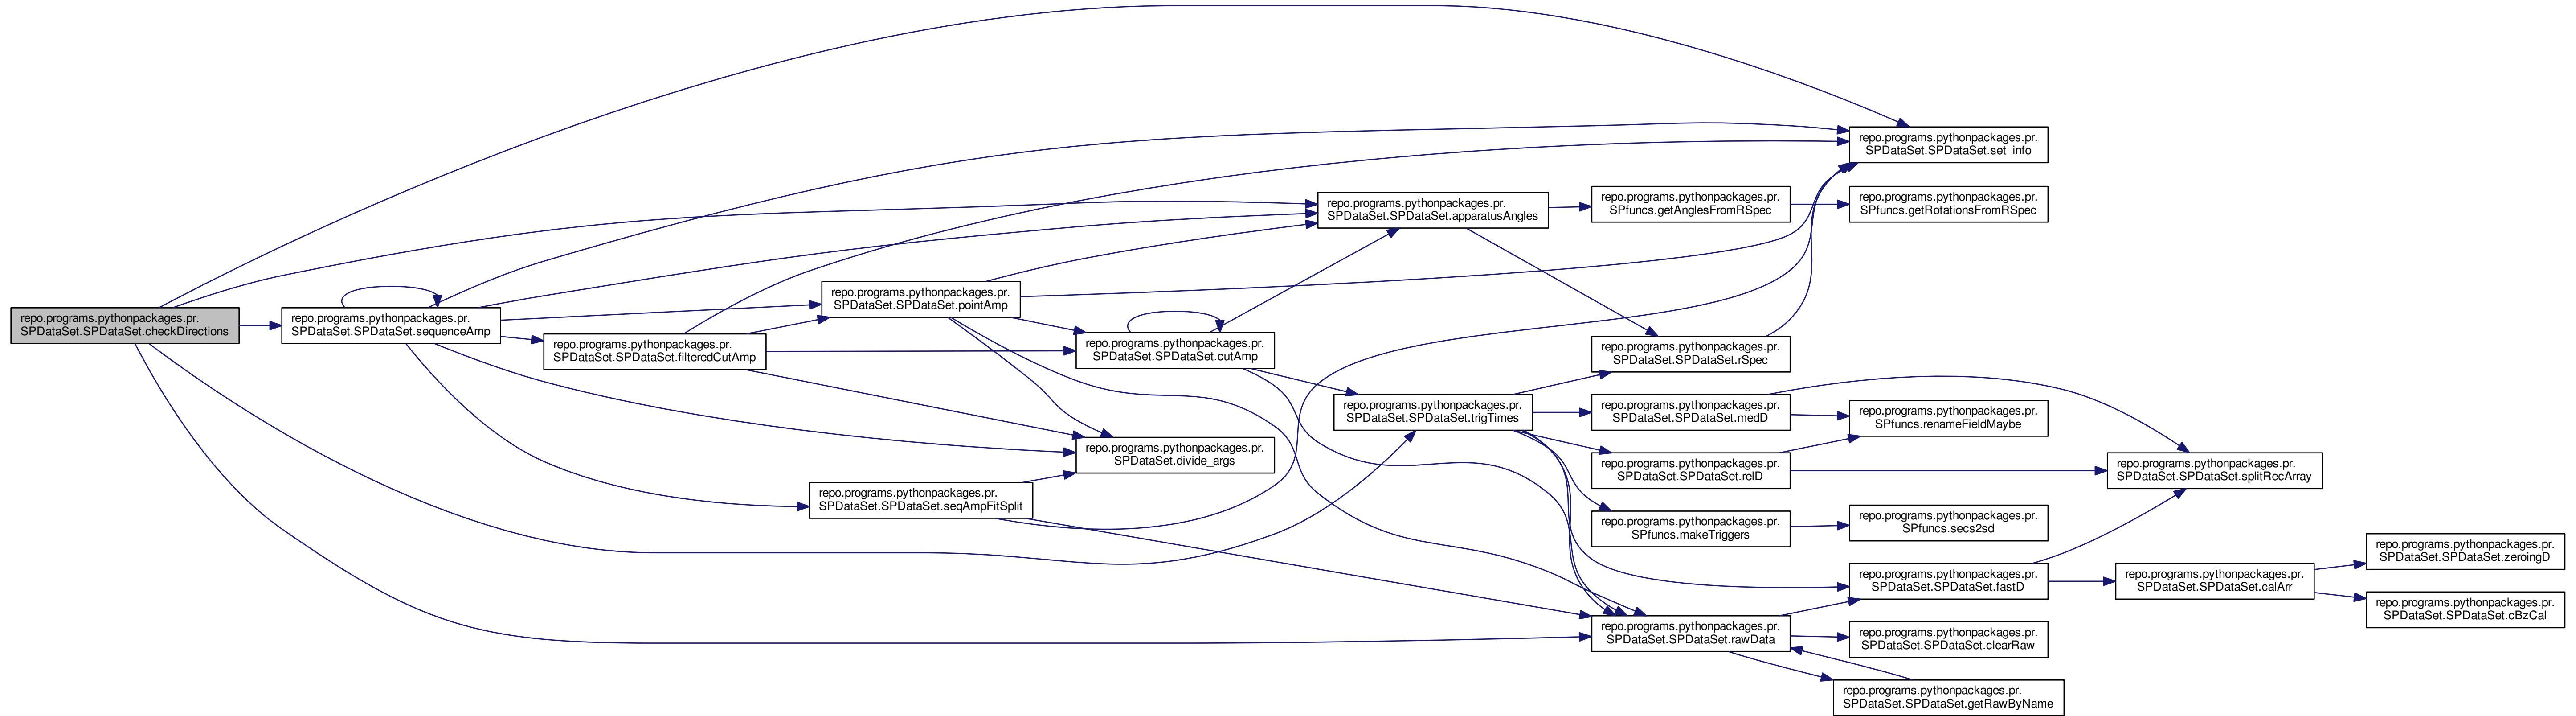 repo.programs.pythonpackages.pr.
SPDataSet.SPDataSet.checkDirections
repo.programs.pythonpackages.pr.
SPDataSet.SPDataSet.sequenceAmp
repo.programs.pythonpackages.pr.
SPDataSet.SPDataSet.filteredCutAmp
repo.programs.pythonpackages.pr.
SPDataSet.SPDataSet.pointAmp
repo.programs.pythonpackages.pr.
SPDataSet.SPDataSet.seqAmpFitSplit
repo.programs.pythonpackages.pr.
SPDataSet.SPDataSet.cutAmp
repo.programs.pythonpackages.pr.
SPDataSet.divide_args
repo.programs.pythonpackages.pr.
SPDataSet.SPDataSet.apparatusAngles
repo.programs.pythonpackages.pr.
SPDataSet.SPDataSet.trigTimes
repo.programs.pythonpackages.pr.
SPfuncs.getAnglesFromRSpec
repo.programs.pythonpackages.pr.
SPDataSet.SPDataSet.rSpec
repo.programs.pythonpackages.pr.
SPDataSet.SPDataSet.medD
repo.programs.pythonpackages.pr.
SPDataSet.SPDataSet.relD
repo.programs.pythonpackages.pr.
SPfuncs.makeTriggers
repo.programs.pythonpackages.pr.
SPDataSet.SPDataSet.rawData
repo.programs.pythonpackages.pr.
SPDataSet.SPDataSet.set_info
repo.programs.pythonpackages.pr.
SPfuncs.getRotationsFromRSpec
repo.programs.pythonpackages.pr.
SPfuncs.renameFieldMaybe
repo.programs.pythonpackages.pr.
SPfuncs.secs2sd
repo.programs.pythonpackages.pr.
SPDataSet.SPDataSet.fastD
repo.programs.pythonpackages.pr.
SPDataSet.SPDataSet.clearRaw
repo.programs.pythonpackages.pr.
SPDataSet.SPDataSet.getRawByName
repo.programs.pythonpackages.pr.
SPDataSet.SPDataSet.splitRecArray
repo.programs.pythonpackages.pr.
SPDataSet.SPDataSet.calArr
repo.programs.pythonpackages.pr.
SPDataSet.SPDataSet.zeroingD
repo.programs.pythonpackages.pr.
SPDataSet.SPDataSet.cBzCal